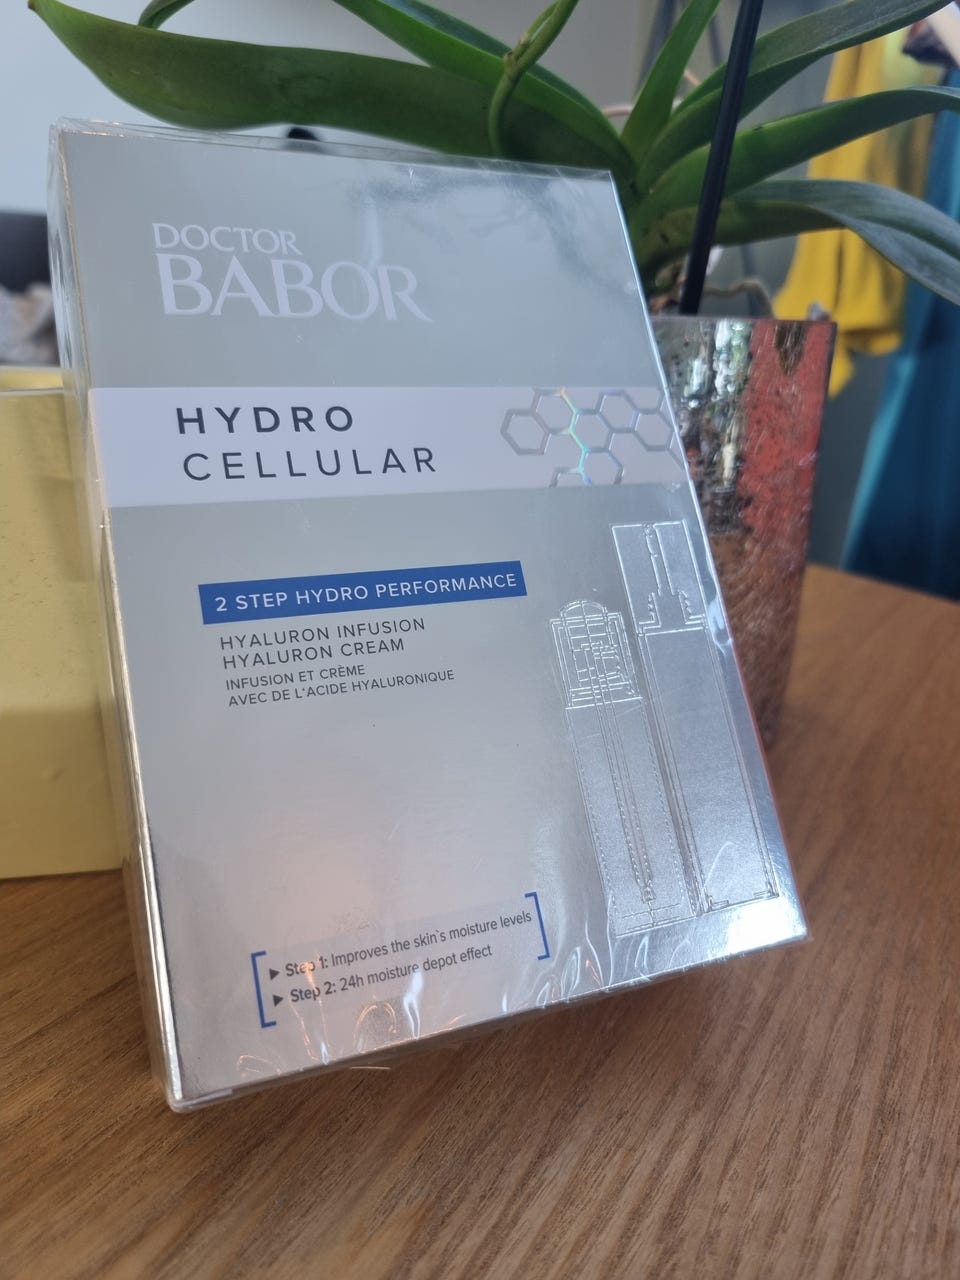 DOCTOR
BABOR
HYDRO
CELLULAR
2 STEP HYDRO PERFORMANCE
HYALURON INFUSION
HYALURON CREAM
INFUSION ET CRÈME
AVEC DE L'ACIDE HYALURONIQUE
▶ Step 1: Improves the skin`s moisture levels
▶ Step 2: 24h moisture depot effect